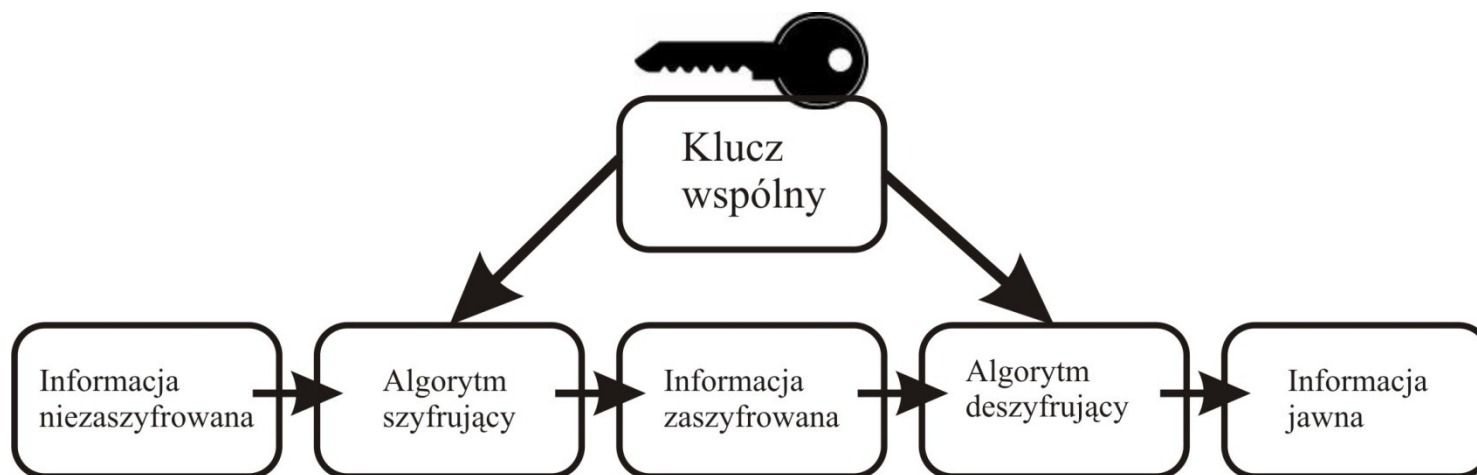 Klucz
wspólny
Informacja
niezaszyfrowana
Algorytm
szyfrujący
Informacja
zaszyfrowana
Algorytm
deszyfrujący
Informacja
jawna